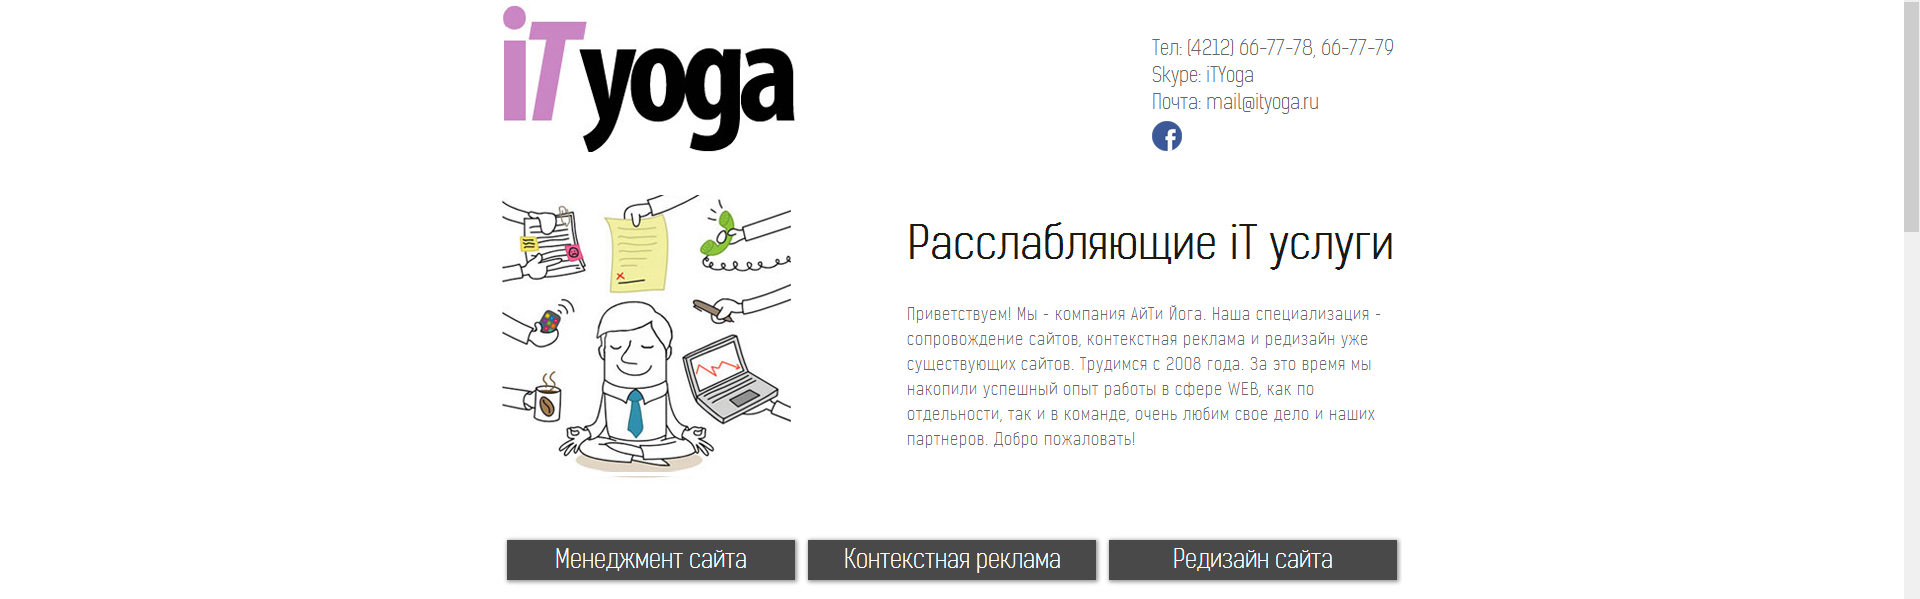 iTyoga
Тел: (4212) 66-77-78, 66-77-79
Skype: iTYoga
Почта: mail@ityoga.ru
Расслабляющие iT услуги
Приветствуем! Мы - компания АйТи Йога. Наша специализация -
сопровождение сайтов, контекстная реклама и редизайн уже
существующих сайтов. Трудимся с 2008 года. За это время мы
накопили успешный опыт работы в сфере WEB, как по
отдельности, так и в команде, очень любим свое дело и наших
партнеров. Добро пожаловать!
Менеджмент сайта
Контекстная реклама
Редизайн сайта